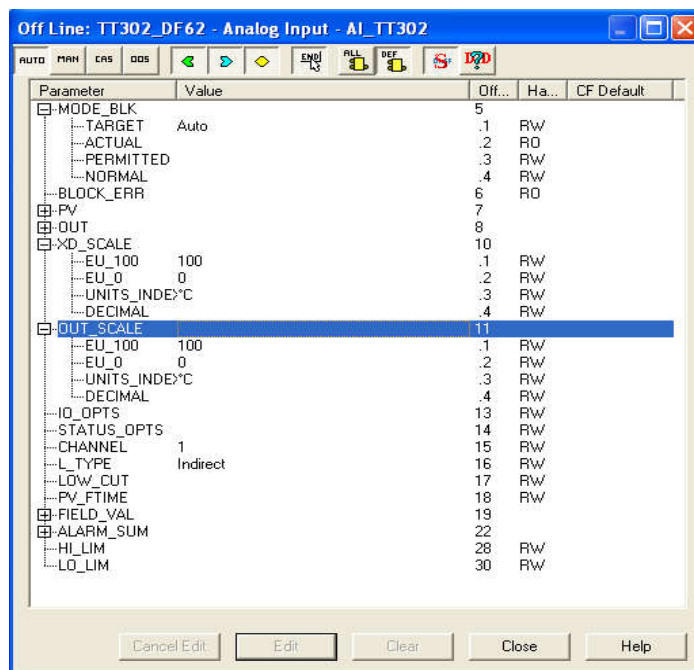 Off Line: TT302_DF62 - Analog Input - AI_TT302
AUTO MAN CAS OOS END ALL DEF
Parameter Value Off... Ha... CF Default
MODE_BLK 5
TARGET Auto .1 RW
ACTUAL .2 RO
PERMITTED .3 RW
NORMAL .4 RW
BLOCK_ERR 6 RO
PV 7
OUT 8
XD_SCALE 10
EU_100 100 .1 RW
EU_0 0 .2 RW
UNITS_INDEX °C .3 RW
DECIMAL .4 RW
OUT_SCALE 11
EU_100 100 .1 RW
EU_0 0 .2 RW
UNITS_INDEX °C .3 RW
DECIMAL .4 RW
IO_OPTS 13 RW
STATUS_OPTS 14 RW
CHANNEL 1 15 RW
L_TYPE Indirect 16 RW
LOW_CUT 17 RW
PV_FTIME 18 RW
FIELD_VAL 19
ALARM_SUM 22
HI_LIM 28 RW
LO_LIM 30 RW
Cancel Edit Edit Clear Close Help